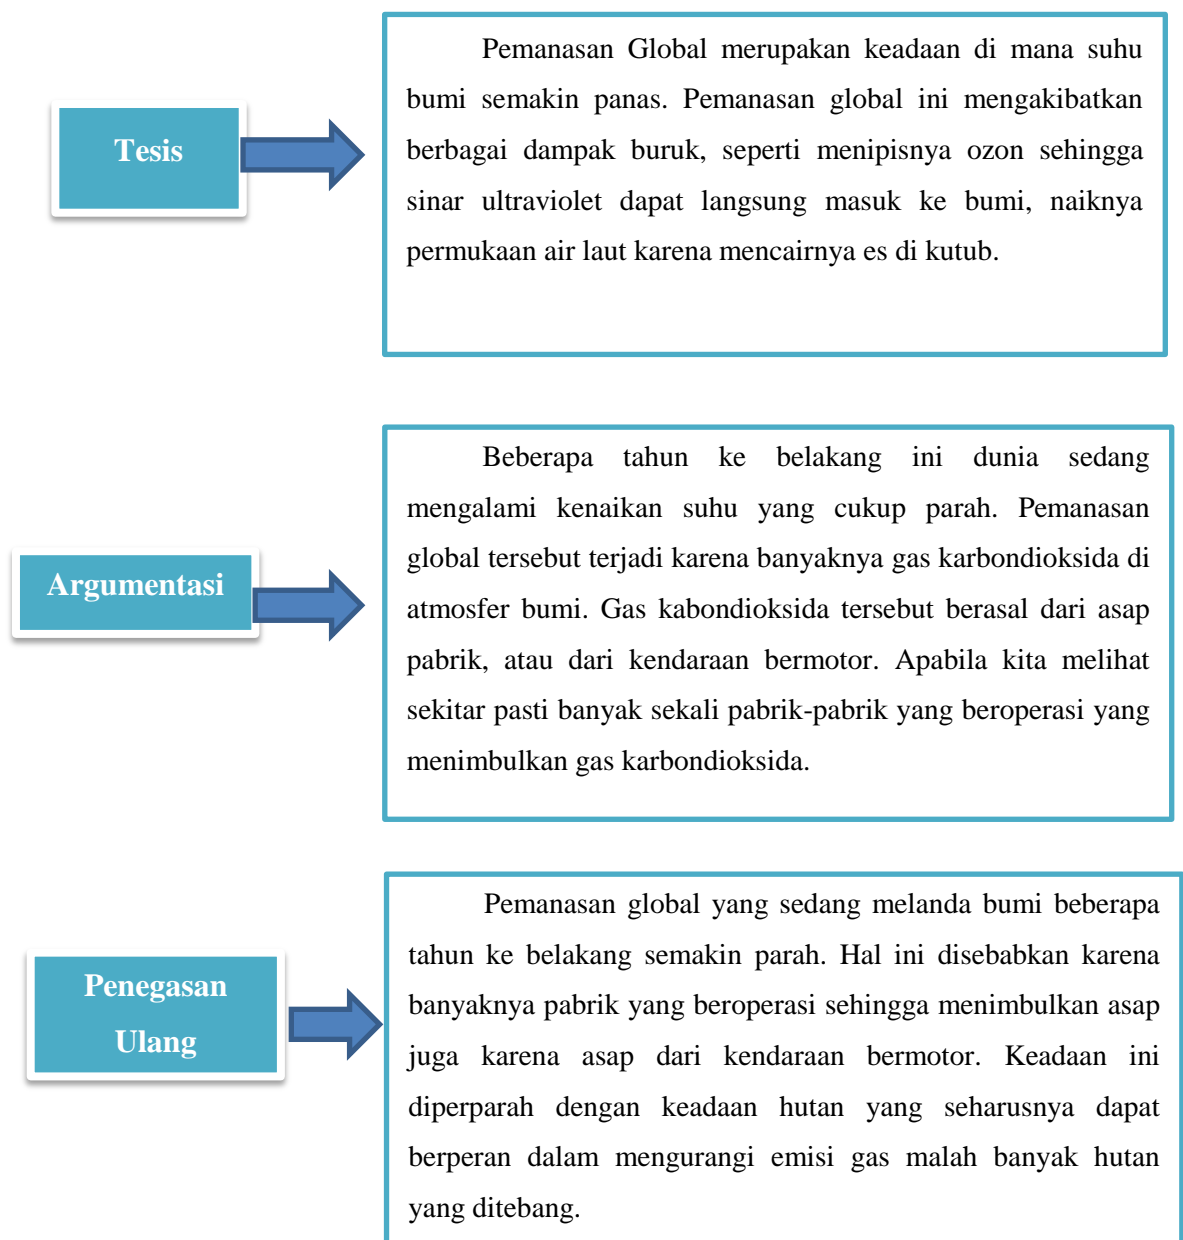 Tesis
Pemanasan Global merupakan keadaan di mana suhu
bumi semakin panas. Pemanasan global ini mengakibatkan
berbagai dampak buruk, seperti menipisnya ozon sehingga
sinar ultraviolet dapat langsung masuk ke bumi, naiknya
permukaan air laut karena mencairnya es di kutub.
Argumentasi
Beberapa tahun ke belakang ini dunia sedang
mengalami kenaikan suhu yang cukup parah. Pemanasan
global tersebut terjadi karena banyaknya gas karbondioksida di
atmosfer bumi. Gas kabondioksida tersebut berasal dari asap
pabrik, atau dari kendaraan bermotor. Apabila kita melihat
sekitar pasti banyak sekali pabrik-pabrik yang beroperasi yang
menimbulkan gas karbondioksida.
Penegasan
Ulang
Pemanasan global yang sedang melanda bumi beberapa
tahun ke belakang semakin parah. Hal ini disebabkan karena
banyaknya pabrik yang beroperasi sehingga menimbulkan asap
juga karena asap dari kendaraan bermotor. Keadaan ini
diperparah dengan keadaan hutan yang seharusnya dapat
berperan dalam mengurangi emisi gas malah banyak hutan
yang ditebang.